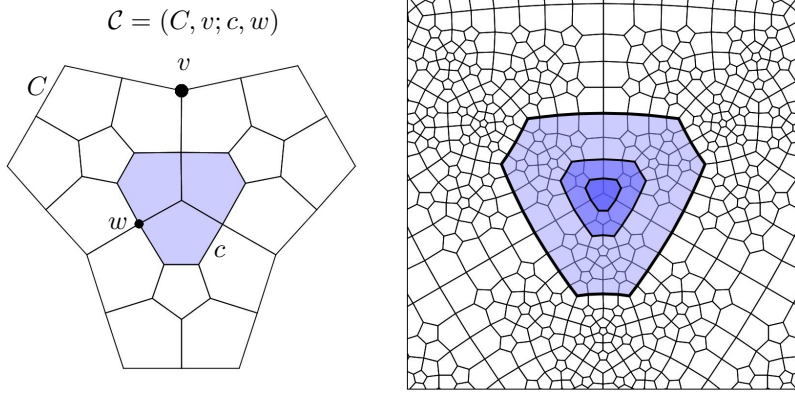 𝒞 = (C, v; c, w)
v
C
w
c